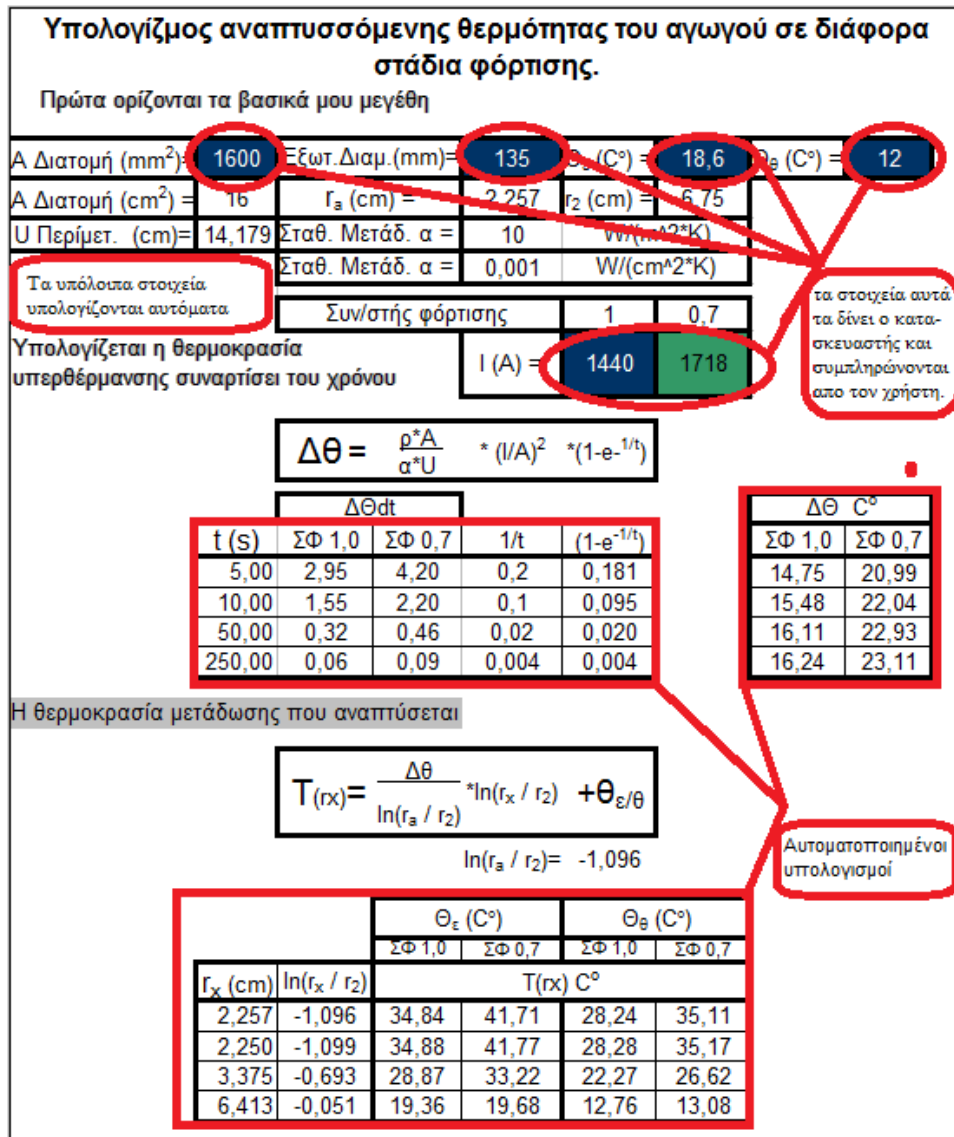 Υπολογίζμος αναπτυσσόμενης θερμότητας του αγωγού σε διάφορα
στάδια φόρτισης.
Πρώτα ορίζονται τα βασικά μου μεγέθη
Α Διατομή (mm²)= 1600 Εξωτ.Διαμ.(mm)= 135 (C°) = 18,6 (C°) = 12
Α Διατομή (cm²) = 16 rₐ (cm) = 2,257 r₂ (cm) = 6,75
U Περίμετ. (cm)= 14,179 Σταθ. Μετάδ. α = 10 W/(m^2*K)
Σταθ. Μετάδ. α = 0,001 W/(cm^2*K)
Τα υπόλοιπα στοιχεία
υπολογίζονται αυτόματα
τα στοιχεία αυτά
τα δίνει ο κατα-
σκευαστής και
συμπληρώνονται
απο τον χρήστη.
Συν/στής φόρτισης 1 0,7
Υπολογίζεται η θερμοκρασία
υπερθέρμανσης συναρτίσει του χρόνου
I (A) = 1440 1718
Δθ = ρ*Α / α*U * (I/A)² *(1-e-¹/ᵗ)
ΔΘdt ΔΘ C°
t (s) ΣΦ 1,0 ΣΦ 0,7 1/t (1-e⁻¹/ᵗ) ΣΦ 1,0 ΣΦ 0,7
5,00 2,95 4,20 0,2 0,181 14,75 20,99
10,00 1,55 2,20 0,1 0,095 15,48 22,04
50,00 0,32 0,46 0,02 0,020 16,11 22,93
250,00 0,06 0,09 0,004 0,004 16,24 23,11
Η θερμοκρασία μετάδωσης που αναπτύσεται
T(rx)= Δθ / ln(rₐ / r₂) *ln(rₓ / r₂) +θε/θ
ln(rₐ / r₂)= -1,096
Αυτοματοποιημένοι
υπολογισμοί
Θε (C°) Θθ (C°)
ΣΦ 1,0 ΣΦ 0,7 ΣΦ 1,0 ΣΦ 0,7
rₓ (cm) ln(rₓ / r₂) T(rx) C°
2,257 -1,096 34,84 41,71 28,24 35,11
2,250 -1,099 34,88 41,77 28,28 35,17
3,375 -0,693 28,87 33,22 22,27 26,62
6,413 -0,051 19,36 19,68 12,76 13,08